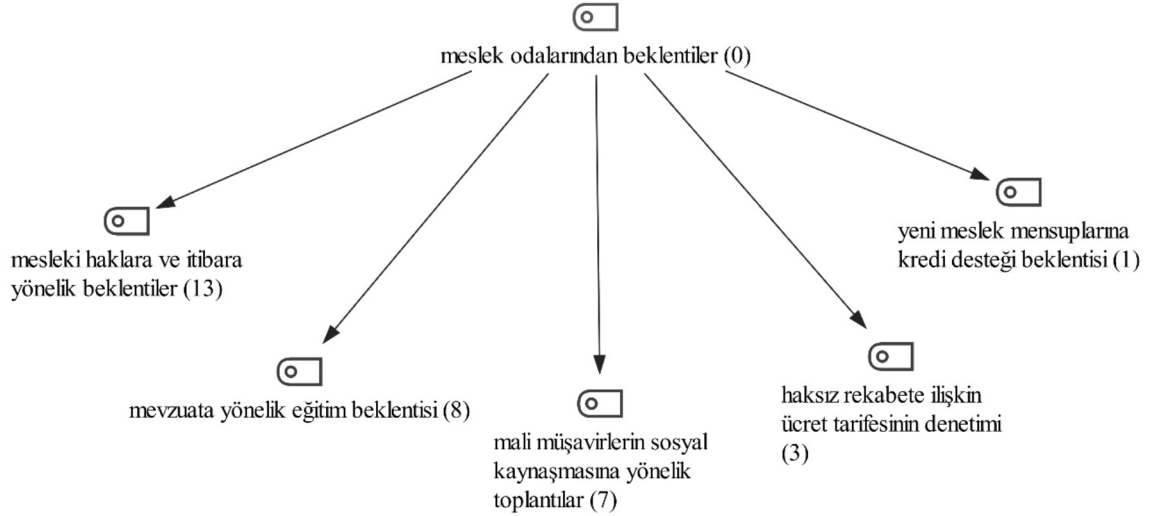 meslek odalarından beklentiler (0)
mesleki haklara ve itibara
yönelik beklentiler (13)
mevzuata yönelik eğitim beklentisi (8)
mali müşavirlerin sosyal
kaynaşmasına yönelik
toplantılar (7)
haksız rekabete ilişkin
ücret tarifesinin denetimi
(3)
yeni meslek mensuplarına
kredi desteği beklentisi (1)